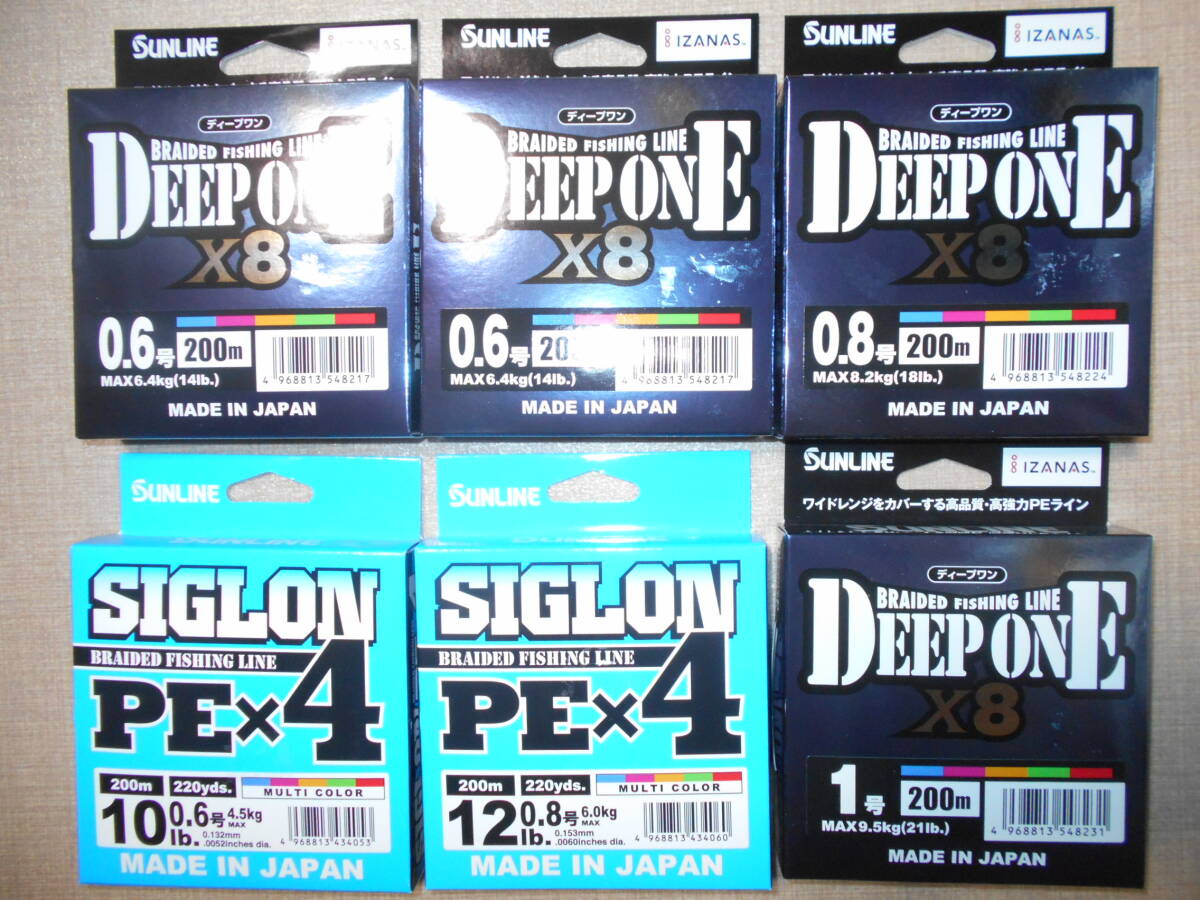 SUNLINE
IZANAS
ディープワン
BRAIDED FISHING LINE
DEEP ONE
X8
0.6号
200m
MAX6.4kg(14lb.)
4 968813 548217
MADE IN JAPAN
SUNLINE
IZANAS
ディープワン
BRAIDED FISHING LINE
DEEP ONE
X8
0.6号
MAX6.4kg(14lb.)
4 968813 548217
MADE IN JAPAN
SUNLINE
IZANAS™
ディープワン
BRAIDED FISHING LINE
DEEP ONE
X8
0.8号
200m
MAX8.2kg(18lb.)
4 968813 548224
MADE IN JAPAN
SUNLINE
SIGLON
BRAIDED FISHING LINE
PE×4
200m
220yds.
MULTI COLOR
10lb.
0.6号
4.5kg
MAX
0.132mm
.0052inches dia.
4 968813 434053
MADE IN JAPAN
SUNLINE
SIGLON
BRAIDED FISHING LINE
PE×4
200m
220yds.
MULTI COLOR
12lb.
0.8号
6.0kg
MAX
0.153mm
.0060inches dia.
4 968813 434060
MADE IN JAPAN
SUNLINE
IZANAS™
ワイドレンジをカバーする高品質・高強力PEライン
ディープワン
BRAIDED FISHING LINE
DEEP ONE
X8
1号
200m
MAX9.5kg(21lb.)
4 968813 548231
MADE IN JAPAN